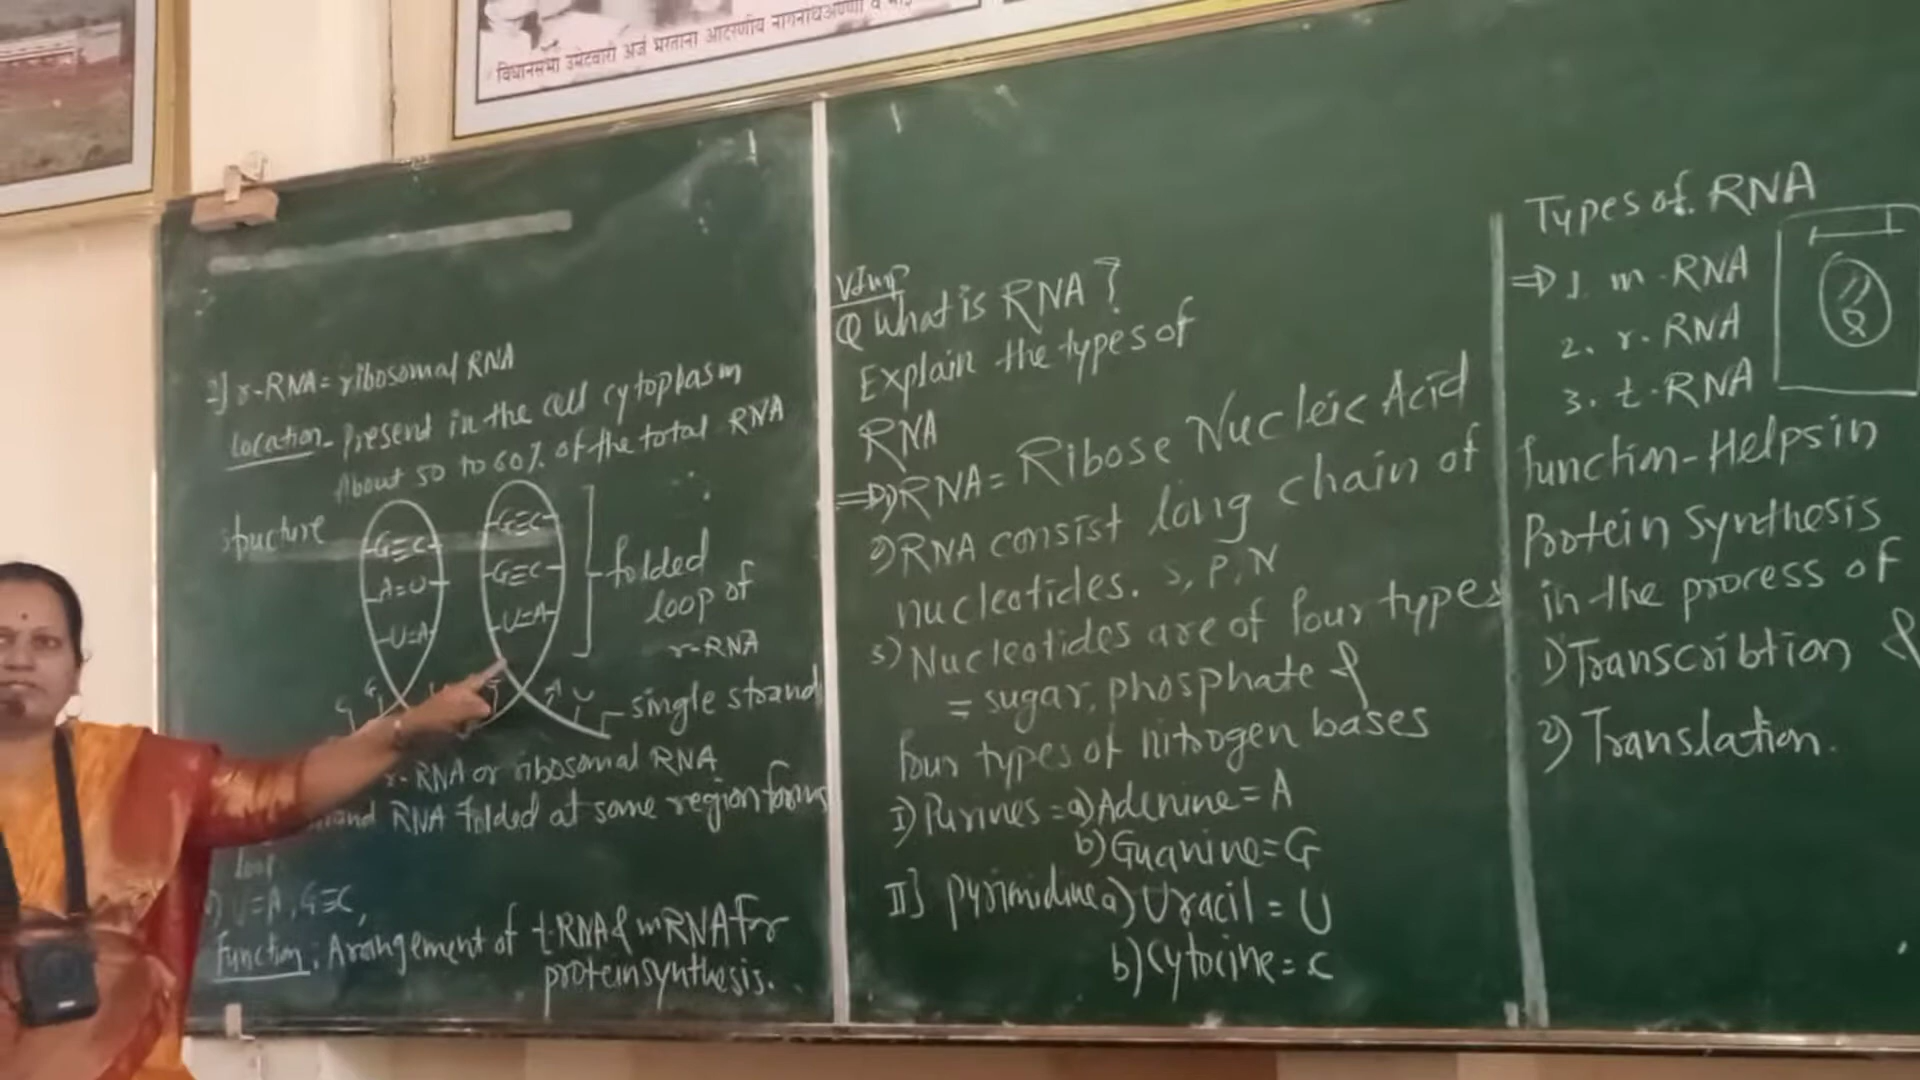 विधानसभा उमेदवारी अर्ज भरताना आदरणीय नागनाथअण्णा व
2] r-RNA = ribosomal RNA
Location - Present in the cell cytoplasm
About 50 to 60% of the total RNA
structure
G≡C
A=U
U=A
G≡C
G≡C
U=A
folded
loop of
r-RNA
single strand
r-RNA or ribosomal RNA
RNA folded at some region forms
loop
U=A, G≡C,
Function: Arrangement of t-RNA & mRNA for
protein synthesis.
VImp
Q What is RNA?
Explain the types of
RNA
⇒1) RNA = Ribose Nucleic Acid
2) RNA consist long chain of
nucleotides. S, P, N
3) Nucleotides are of four types
= sugar, phosphate &
four types of nitrogen bases
I) Purines = a) Adenine = A
b) Guanine = G
II] Pyrimidine a) Uracil = U
b) Cytocine = C
Types of RNA
⇒ 1. m-RNA
2. r-RNA
3. t-RNA
Function - Helps in
Protein Synthesis
in the process of
1) Transcribtion &
2) Translation.